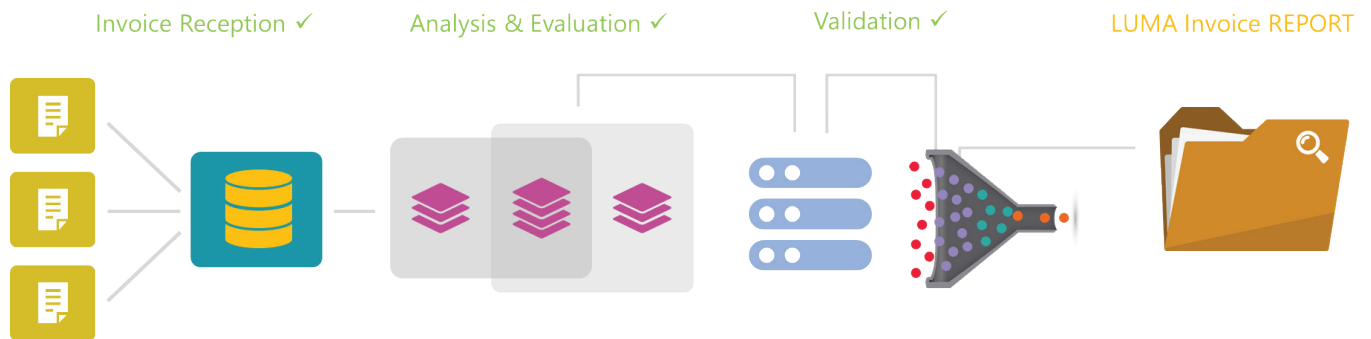 Invoice Reception ✓
Analysis & Evaluation ✓
Validation ✓
LUMA Invoice REPORT